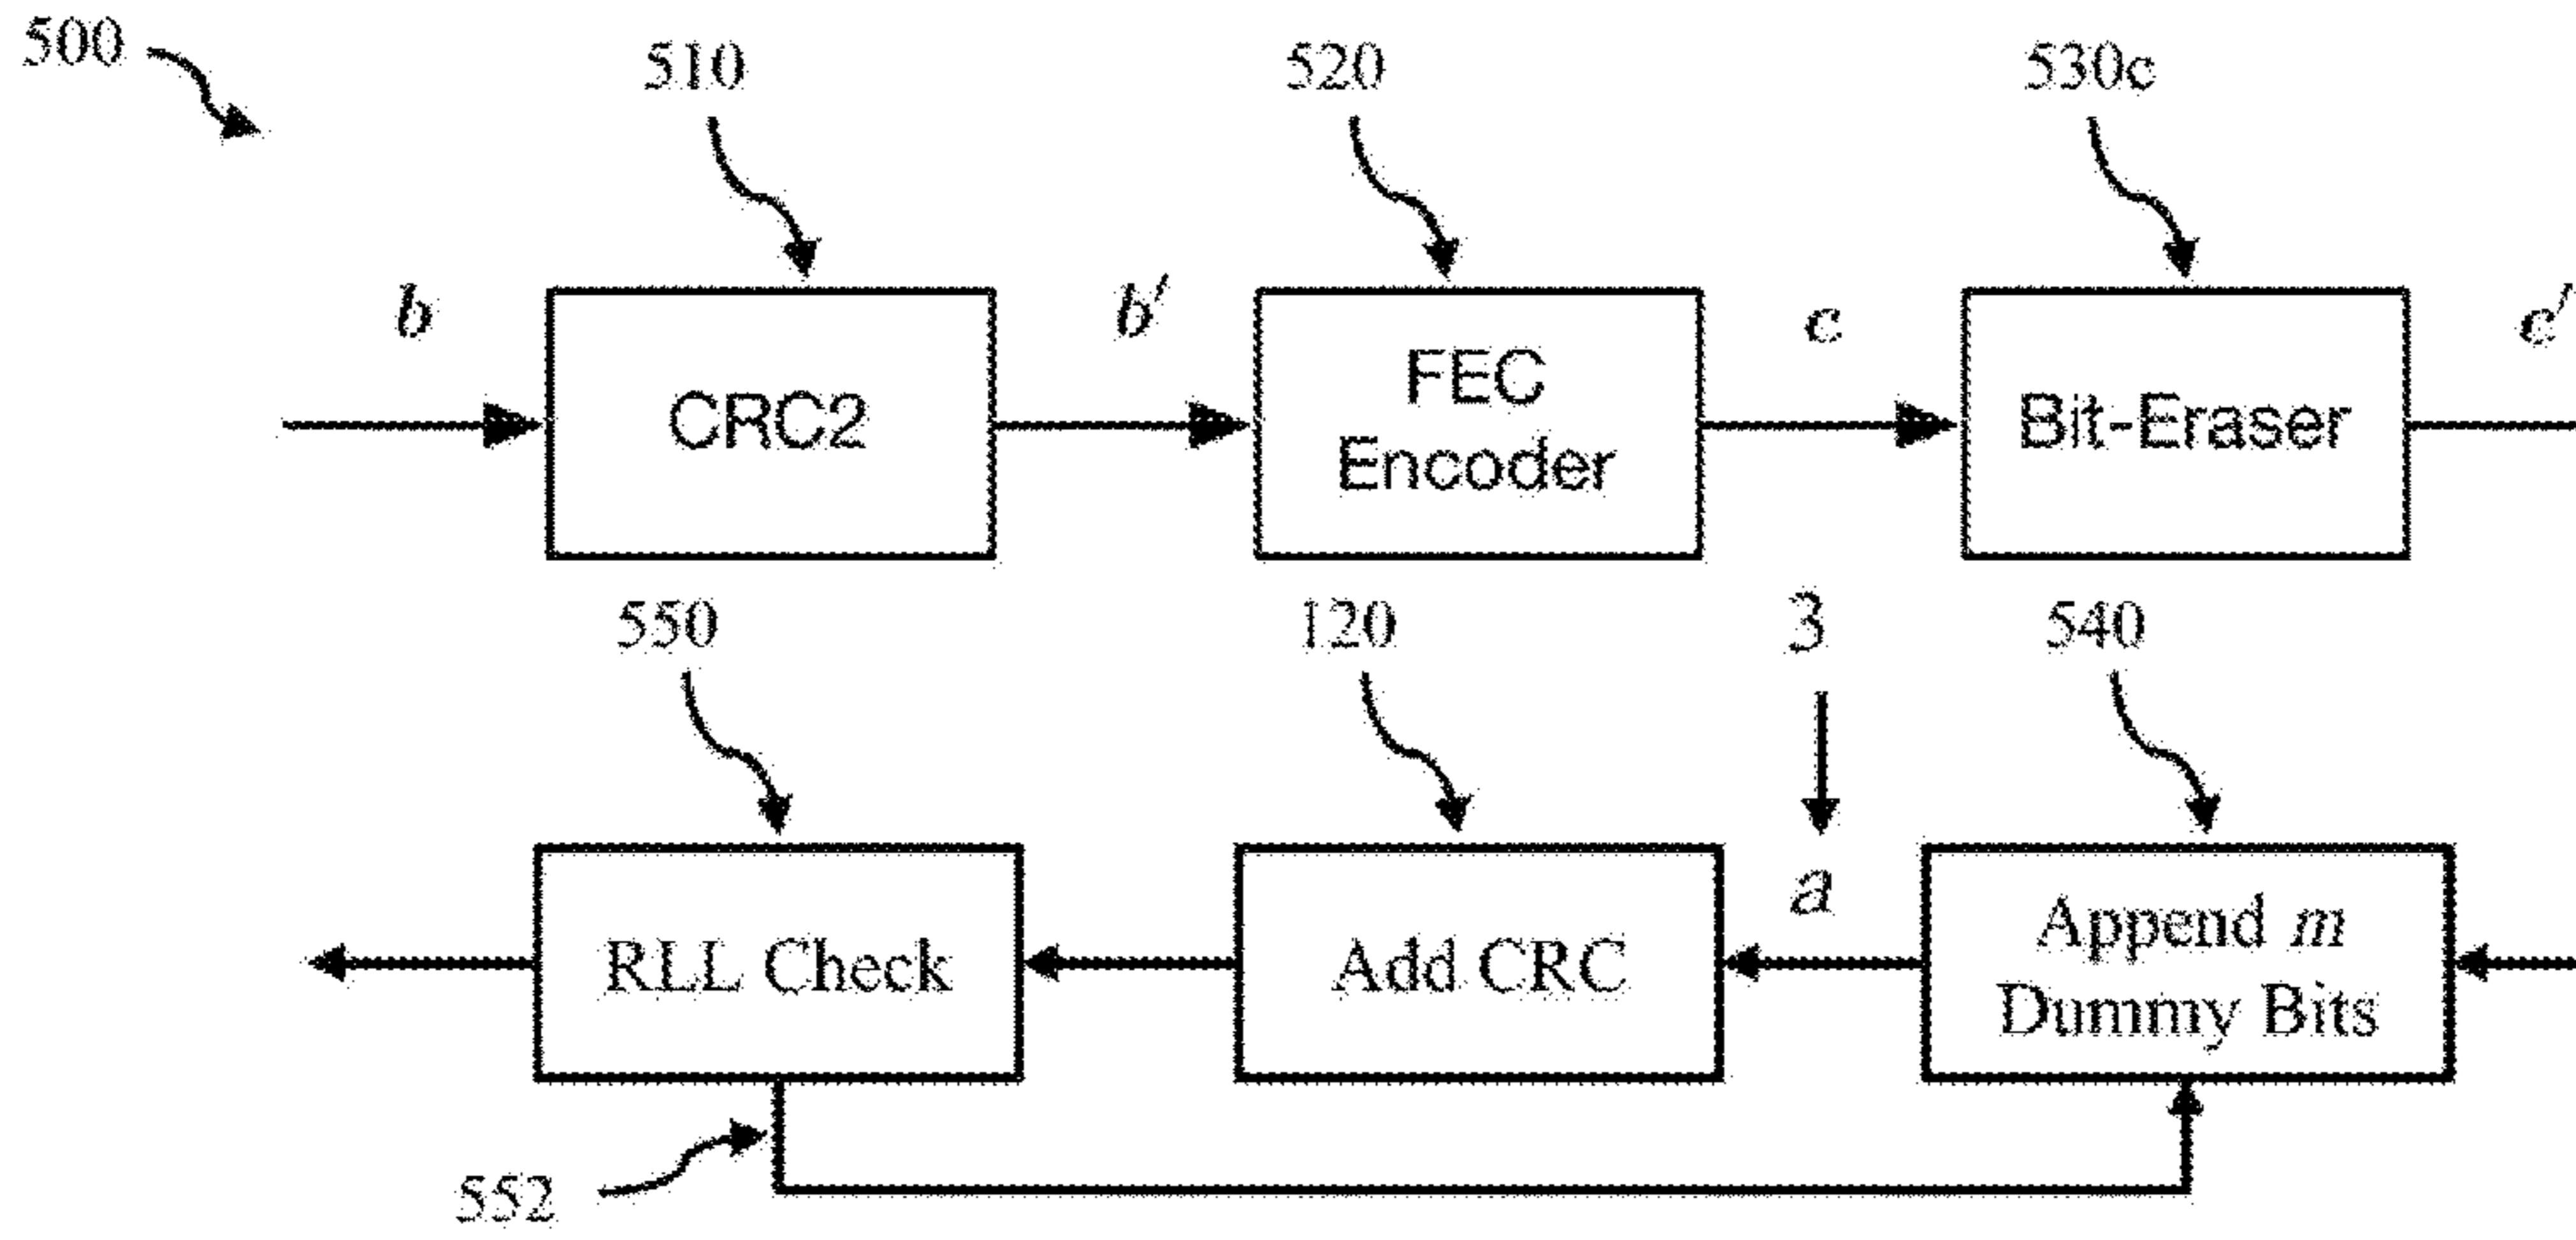 500
510
520
530c
b
b′
c
c′
CRC2
FEC
Encoder
Bit-Eraser
550
120
3
540
a
RLL Check
Add CRC
Append m
Dummy Bits
552